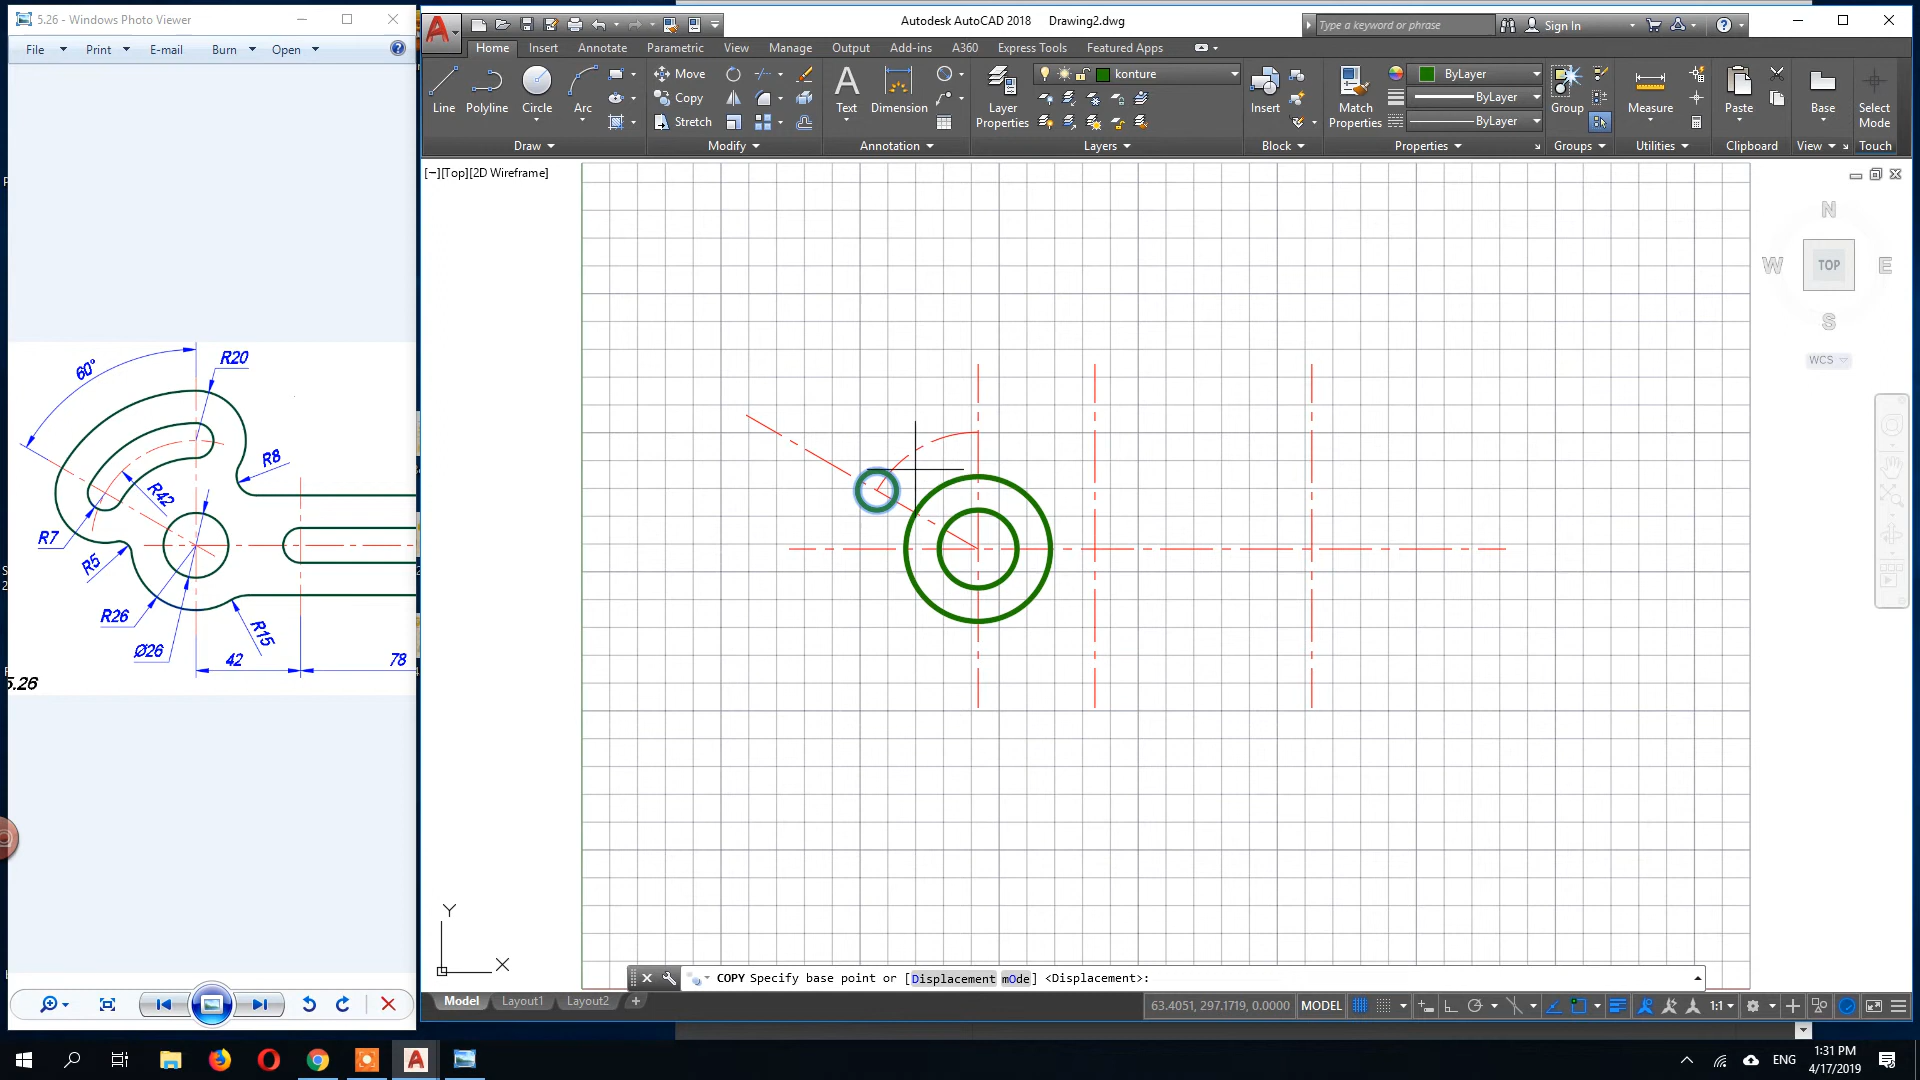 5.26 - Windows Photo Viewer
File Print E-mail Burn Open
60°
R20
R8
R42
R7
R5
R26
R15
Ø26
42
78
5.26
Autodesk AutoCAD 2018 Drawing2.dwg
Type a keyword or phrase
Sign In
Home Insert Annotate Parametric View Manage Output Add-ins A360 Express Tools Featured Apps
Line Polyline Circle Arc
Move
Copy
Stretch
Text Dimension
Layer Properties
konture
Insert
Match Properties
ByLayer
ByLayer
ByLayer
Group
Measure
Paste
Base
Select Mode
Draw Modify Annotation Layers Block Properties Groups Utilities Clipboard View Touch
[−][Top][2D Wireframe]
N
W TOP E
S
WCS
Y
X
COPY Specify base point or [Displacement mOde] <Displacement>:
Model Layout1 Layout2
63.4051, 297.1719, 0.0000 MODEL
1:1
ENG
1:31 PM
4/17/2019